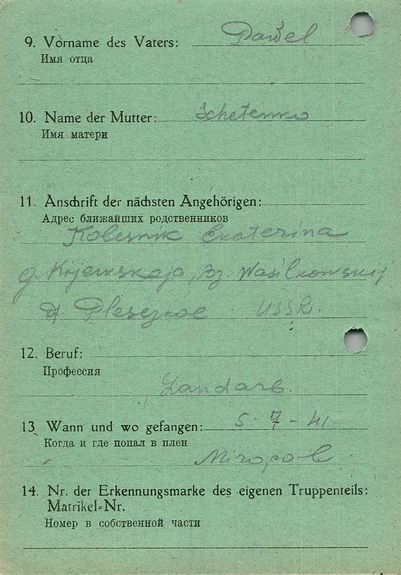 9. Vorname des Vaters: Pawel
Имя отца
10. Name der Mutter: Schetenko
Имя матери
11. Anschrift der nächsten Angehörigen:
Адрес ближайших родственников
Kolesnik Ekaterina
g. Kijewskaja, Bz. Wasilkowskij
d Plesezkoe USSR.
12. Beruf:
Профессия
Landarb.
13. Wann und wo gefangen: 5-7-41
Когда и где попал в плен
Miropol
14. Nr. der Erkennungsmarke des eigenen Truppenteils:
Matrikel-Nr.
Номер в собственной части